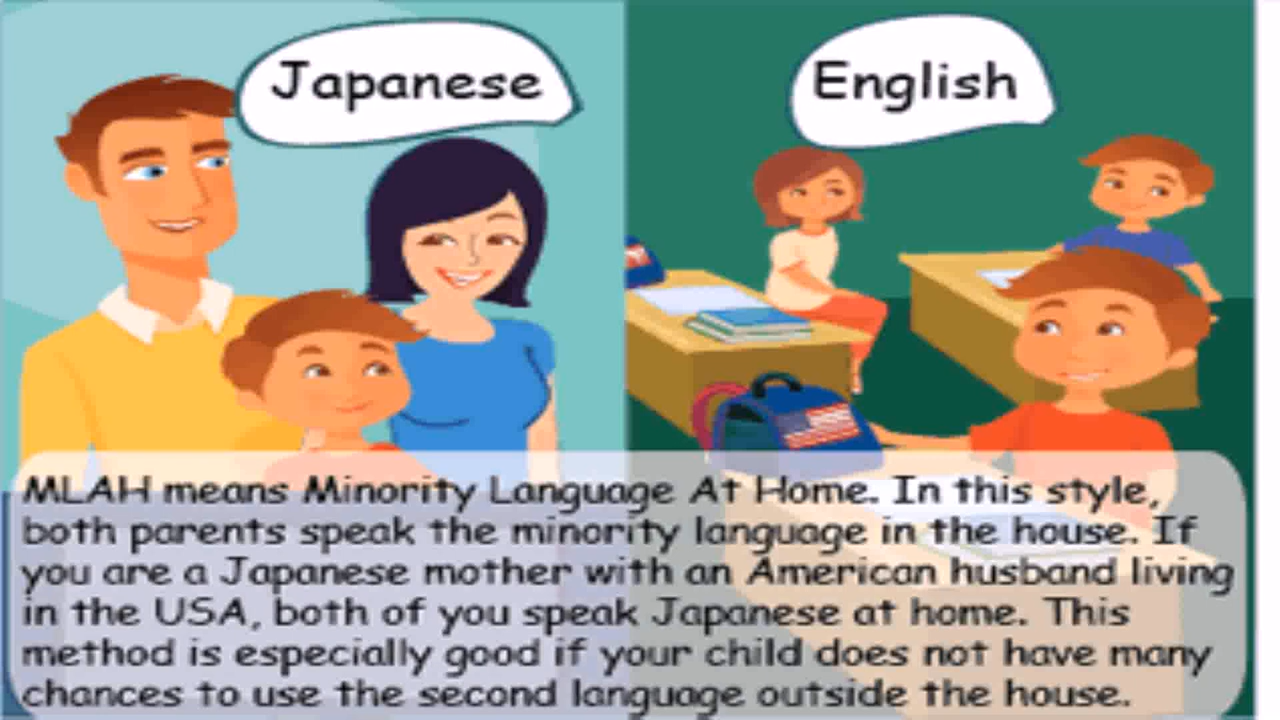 Japanese
English
MLAH means Minority Language At Home. In this style,
both parents speak the minority language in the house. If
you are a Japanese mother with an American husband living
in the USA, both of you speak Japanese at home. This
method is especially good if your child does not have many
chances to use the second language outside the house.